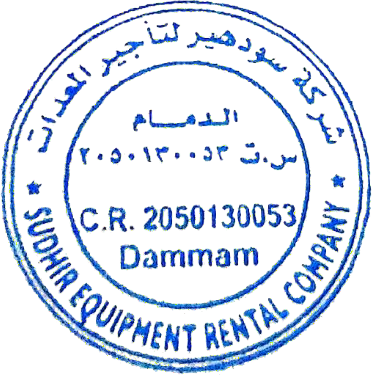 شركة سودهير لتأجير المعدات
الدمام
س.ت ٢٠٥٠١٣٠٠٥٣
C.R. 2050130053
Dammam
SUDHIR EQUIPMENT RENTAL COMPANY